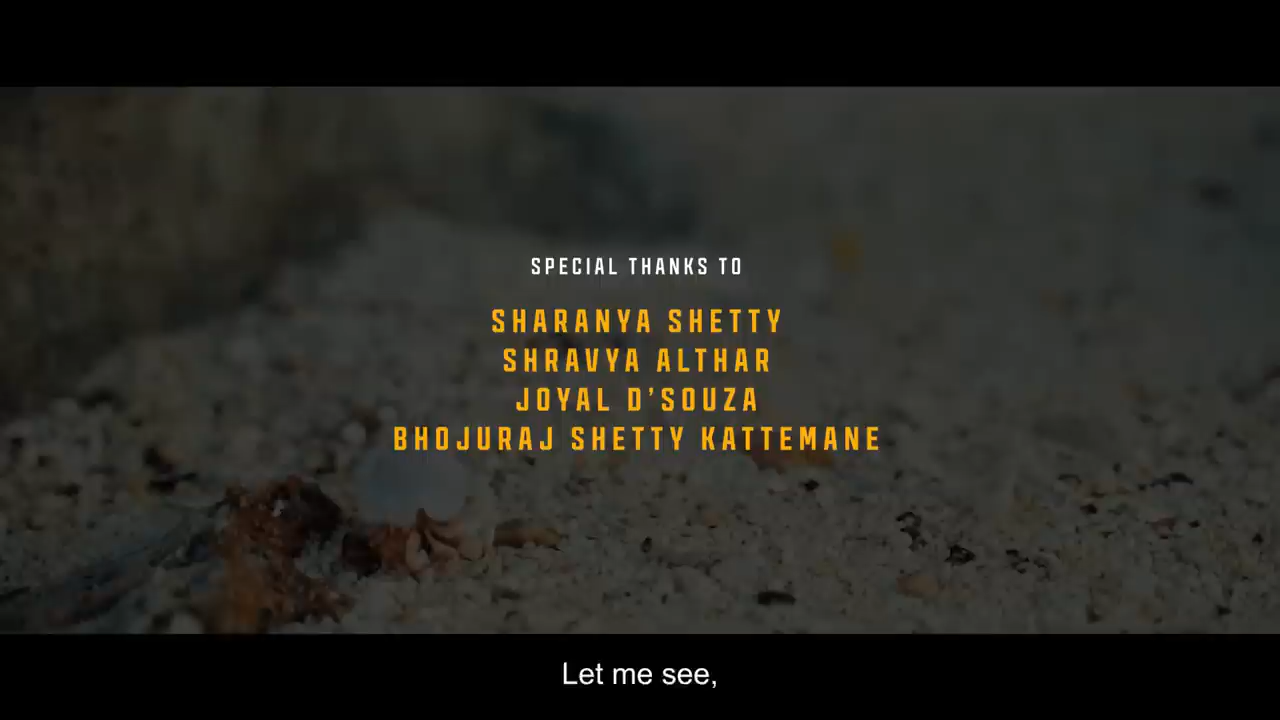 SPECIAL THANKS TO
SHARANYA SHETTY
SHRAVYA ALTHAR
JOYAL D'SOUZA
BHOJURAJ SHETTY KATTEMANE
Let me see,